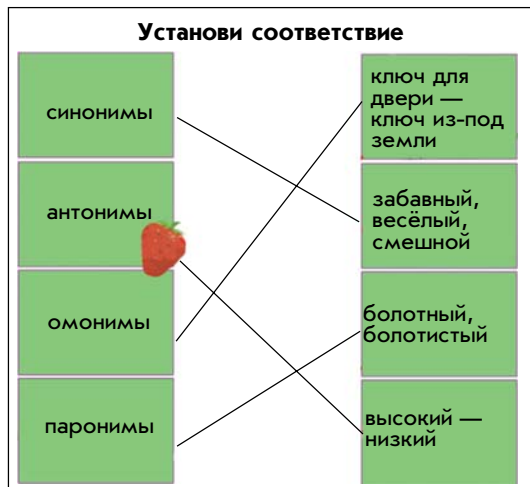 Установи соответствие
синонимы
антонимы
омонимы
паронимы
ключ для
двери —
ключ из-под
земли
забавный,
весёлый,
смешной
болотный,
болотистый
высокий —
низкий